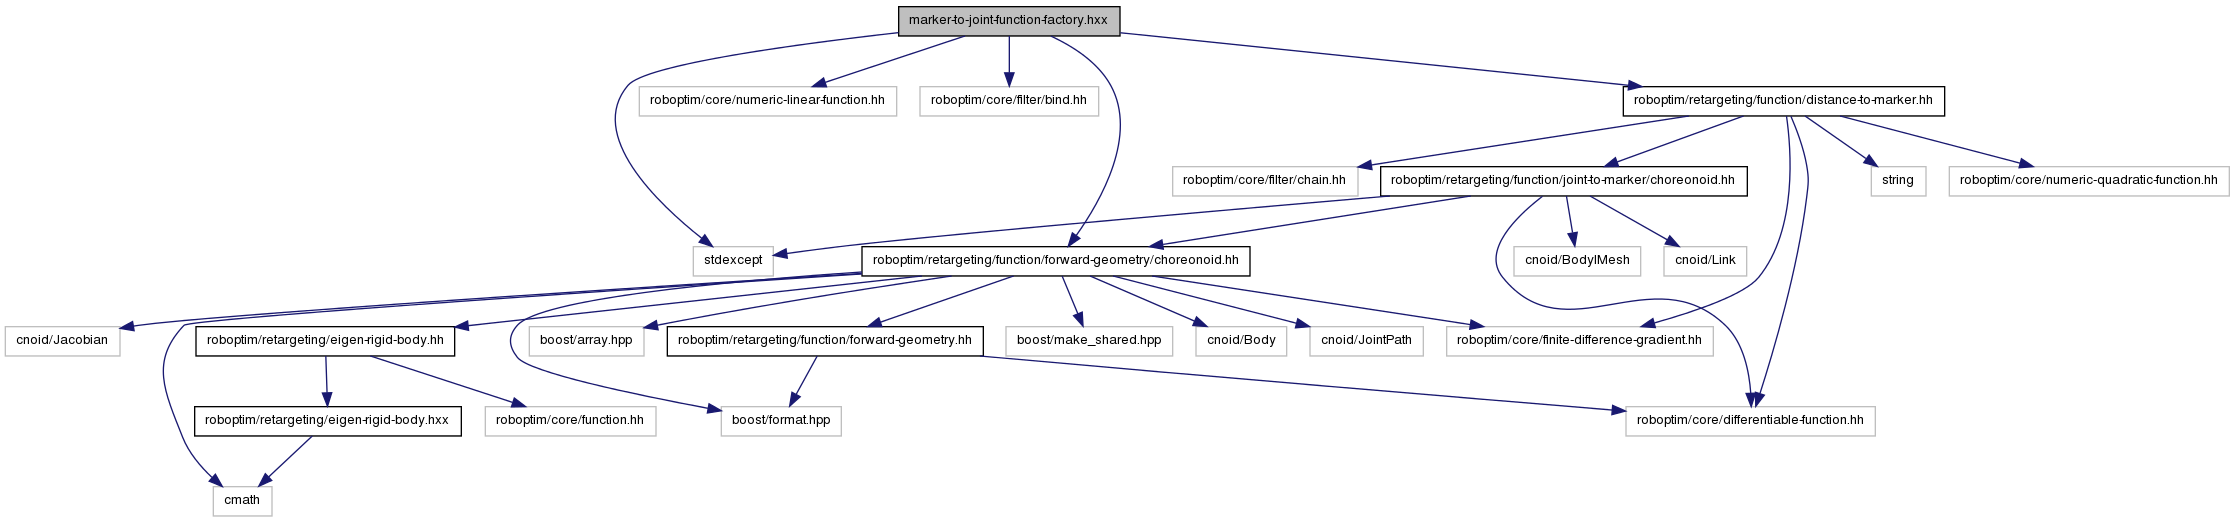 marker-to-joint-function-factory.hxx
roboptim/core/numeric-linear-function.hh
roboptim/core/filter/bind.hh
roboptim/retargeting/function/distance-to-marker.hh
roboptim/core/filter/chain.hh
roboptim/retargeting/function/joint-to-marker/choreonoid.hh
string
roboptim/core/numeric-quadratic-function.hh
stdexcept
roboptim/retargeting/function/forward-geometry/choreonoid.hh
cnoid/BodyIMesh
cnoid/Link
cnoid/Jacobian
roboptim/retargeting/eigen-rigid-body.hh
boost/array.hpp
roboptim/retargeting/function/forward-geometry.hh
boost/make_shared.hpp
cnoid/Body
cnoid/JointPath
roboptim/core/finite-difference-gradient.hh
roboptim/retargeting/eigen-rigid-body.hxx
roboptim/core/function.hh
boost/format.hpp
roboptim/core/differentiable-function.hh
cmath